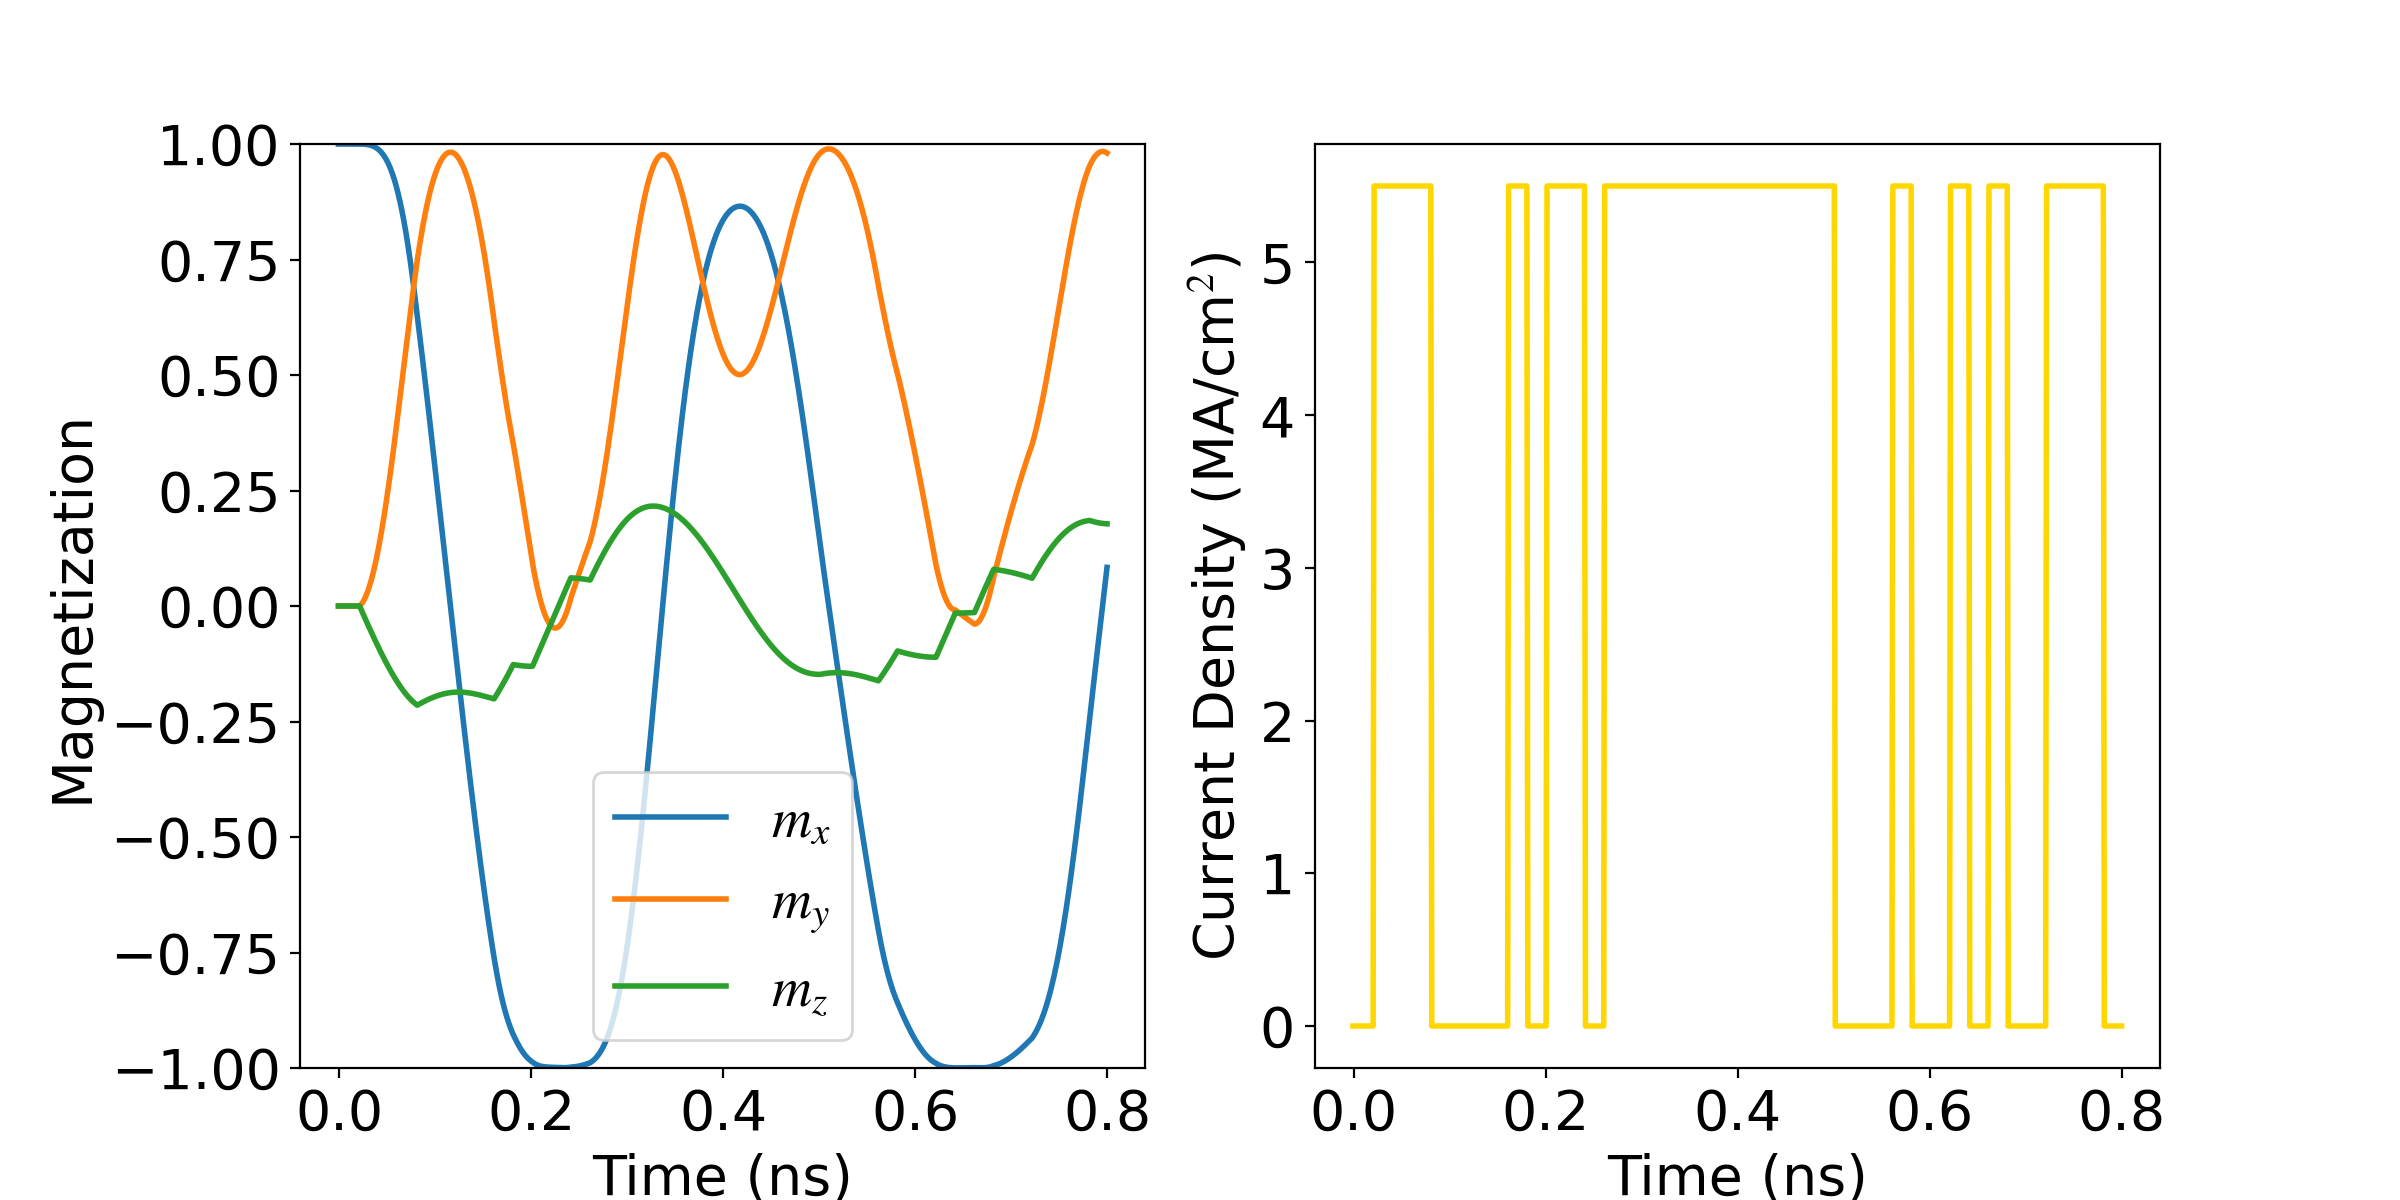 Magnetization
1.00
0.75
0.50
0.25
0.00
−0.25
−0.50
−0.75
−1.00
0.0 0.2 0.4 0.6 0.8
Time (ns)
m_x
m_y
m_z
Current Density (MA/cm²)
5
4
3
2
1
0
0.0 0.2 0.4 0.6 0.8
Time (ns)